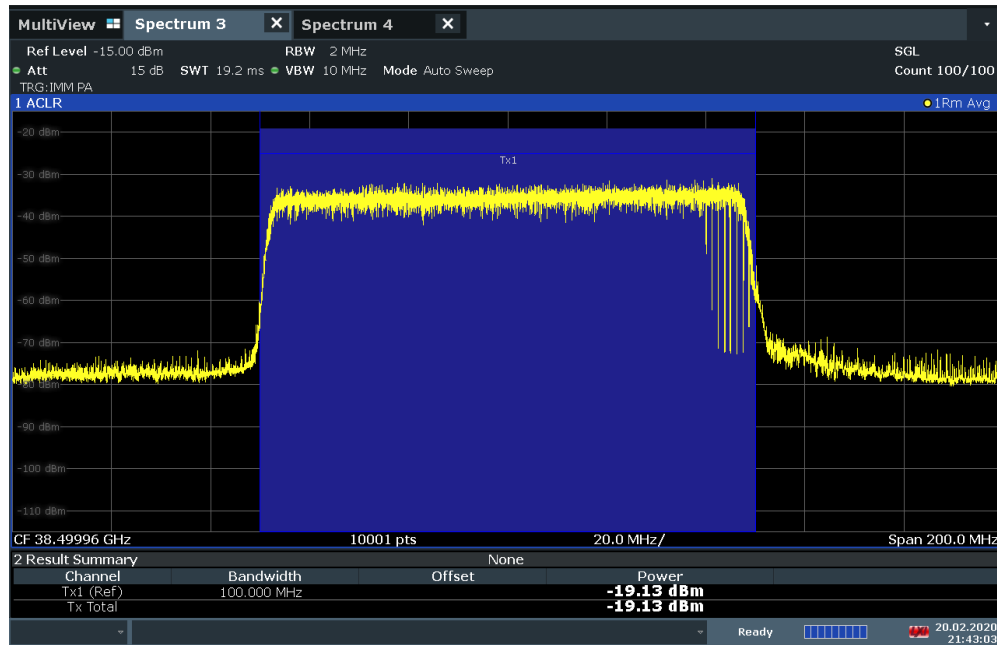 MultiView Spectrum 3 X Spectrum 4 X
Ref Level -15.00 dBm RBW 2 MHz SGL
Att 15 dB SWT 19.2 ms VBW 10 MHz Mode Auto Sweep Count 100/100
TRG:IMM PA
1 ACLR 1Rm Avg
-20 dBm
Tx1
-30 dBm
-40 dBm
-50 dBm
-60 dBm
-70 dBm
-80 dBm
-90 dBm
-100 dBm
-110 dBm
CF 38.49996 GHz 10001 pts 20.0 MHz/ Span 200.0 MHz
2 Result Summary None
Channel Bandwidth Offset Power
Tx1 (Ref) 100.000 MHz -19.13 dBm
Tx Total -19.13 dBm
Ready 20.02.2020
21:43:03